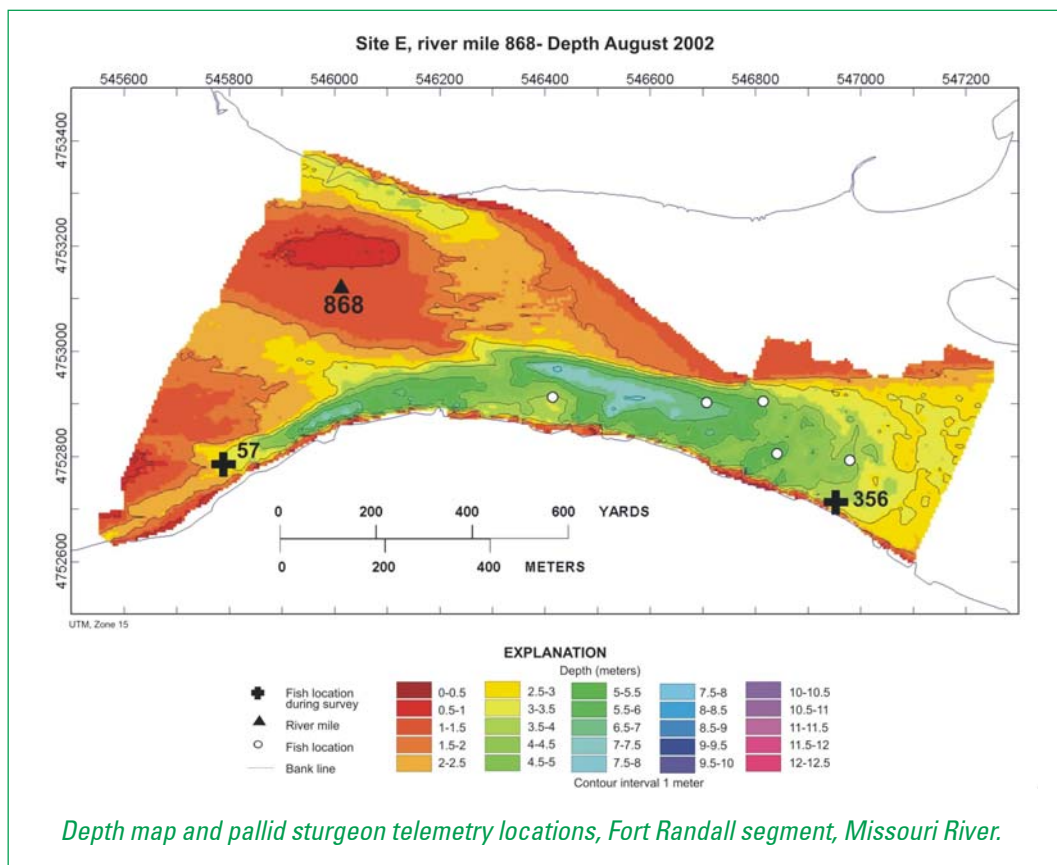 Site E, river mile 868- Depth August 2002
545600 545800 546000 546200 546400 546600 546800 547000 547200
4753400
4753200
4753000
4752800
4752600
868
57
356
0 200 400 600 YARDS
0 200 400 METERS
UTM, Zone 15
EXPLANATION
Depth (meters)
Fish location
during survey
River mile
Fish location
Bank line
0-0.5
0.5-1
1-1.5
1.5-2
2-2.5
2.5-3
3-3.5
3.5-4
4-4.5
4.5-5
5-5.5
5.5-6
6.5-7
7-7.5
7.5-8
7.5-8
8-8.5
8.5-9
9-9.5
9.5-10
10-10.5
10.5-11
11-11.5
11.5-12
12-12.5
Contour interval 1 meter
Depth map and pallid sturgeon telemetry locations, Fort Randall segment, Missouri River.